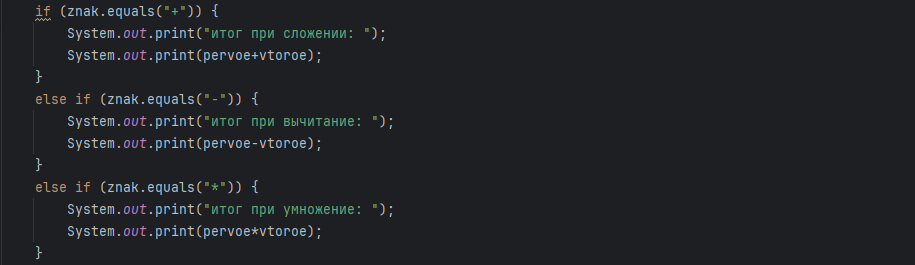 if (znak.equals("+")) {
System.out.print("итог при сложении: ");
System.out.print(pervoe+vtoroe);
}
else if (znak.equals("-")) {
System.out.print("итог при вычитание: ");
System.out.print(pervoe-vtoroe);
}
else if (znak.equals("*")) {
System.out.print("итог при умножение: ");
System.out.print(pervoe*vtoroe);
}